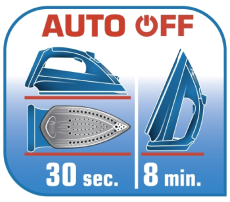 AUTO OFF
30 sec.
8 min.